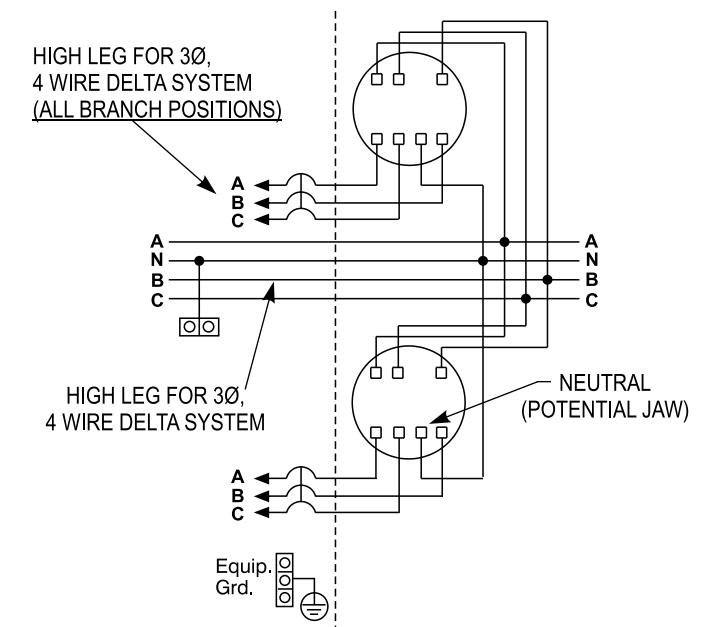 HIGH LEG FOR 3Ø,
4 WIRE DELTA SYSTEM
(ALL BRANCH POSITIONS)
A
B
C
A
A
N
N
B
B
C
C
HIGH LEG FOR 3Ø,
4 WIRE DELTA SYSTEM
NEUTRAL
(POTENTIAL JAW)
A
B
C
Equip.
Grd.